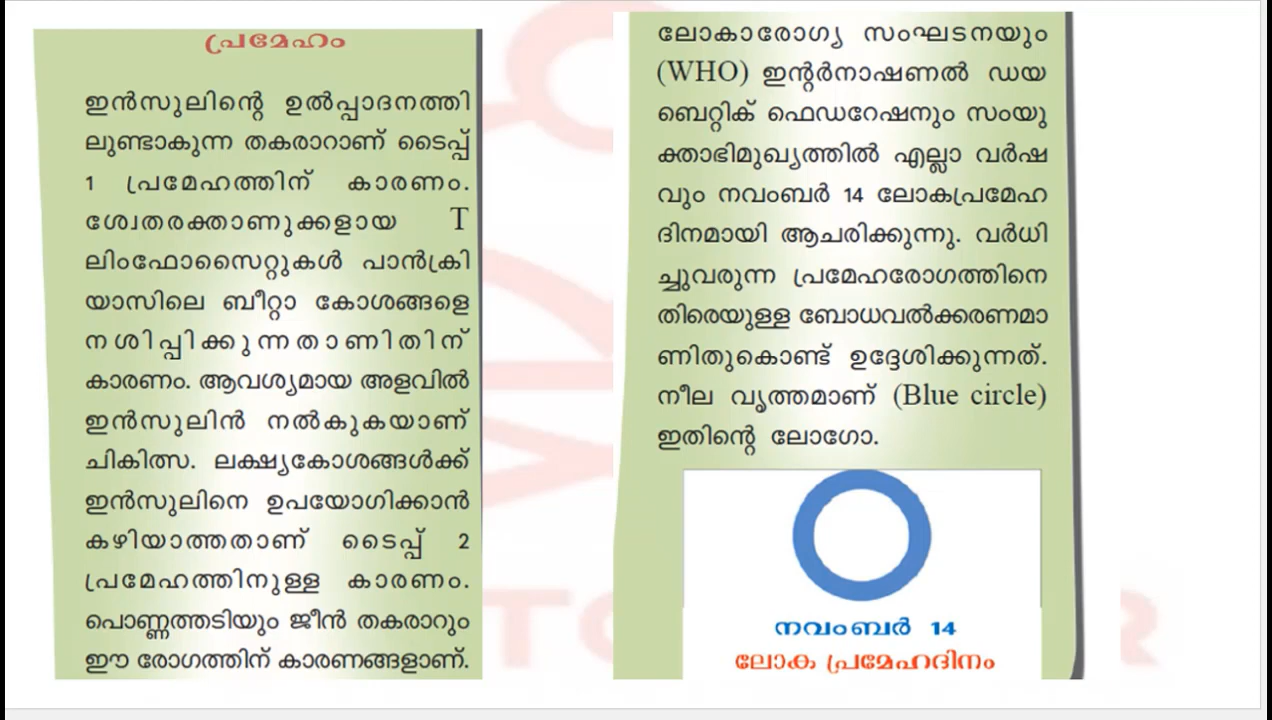 പ്രമേഹം
ഇൻസുലിന്റെ ഉൽപ്പാദനത്തി
ലുണ്ടാകുന്ന തകരാറാണ് ടൈപ്പ്
1 പ്രമേഹത്തിന് കാരണം.
ശ്വേതരക്താണുക്കളായ T
ലിംഫോസൈറ്റുകൾ പാൻക്രി
യാസിലെ ബീറ്റാ കോശങ്ങളെ
നശിപ്പിക്കുന്നതാണിതിന്
കാരണം. ആവശ്യമായ അളവിൽ
ഇൻസുലിൻ നൽകുകയാണ്
ചികിത്സ. ലക്ഷ്യകോശങ്ങൾക്ക്
ഇൻസുലിനെ ഉപയോഗിക്കാൻ
കഴിയാത്തതാണ് ടൈപ്പ് 2
പ്രമേഹത്തിനുള്ള കാരണം.
പൊണ്ണത്തടിയും ജീൻ തകരാറും
ഈ രോഗത്തിന് കാരണങ്ങളാണ്.
ലോകാരോഗ്യ സംഘടനയും
(WHO) ഇന്റർനാഷണൽ ഡയ
ബെറ്റിക് ഫെഡറേഷനും സംയു
ക്താഭിമുഖ്യത്തിൽ എല്ലാ വർഷ
വും നവംബർ 14 ലോകപ്രമേഹ
ദിനമായി ആചരിക്കുന്നു. വർധി
ച്ചുവരുന്ന പ്രമേഹരോഗത്തിനെ
തിരെയുള്ള ബോധവൽക്കരണമാ
ണിതുകൊണ്ട് ഉദ്ദേശിക്കുന്നത്.
നീല വൃത്തമാണ് (Blue circle)
ഇതിന്റെ ലോഗോ.
നവംബർ 14
ലോക പ്രമേഹദിനം